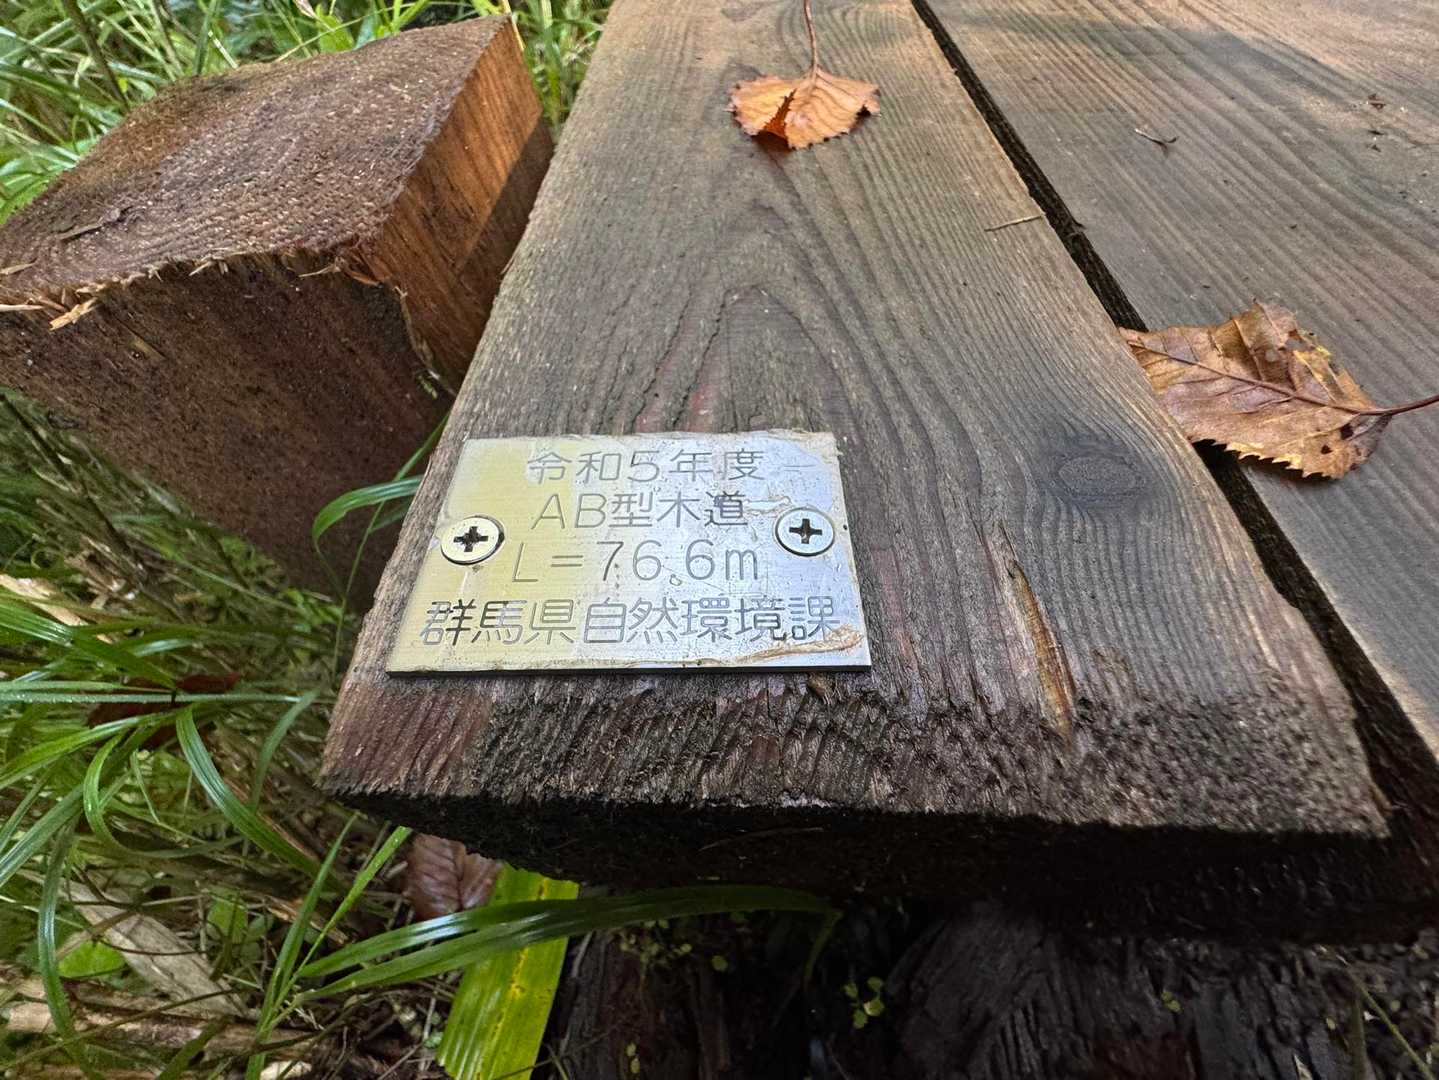 令和5年度
AB型木道
L=76.6m
群馬県自然環境課